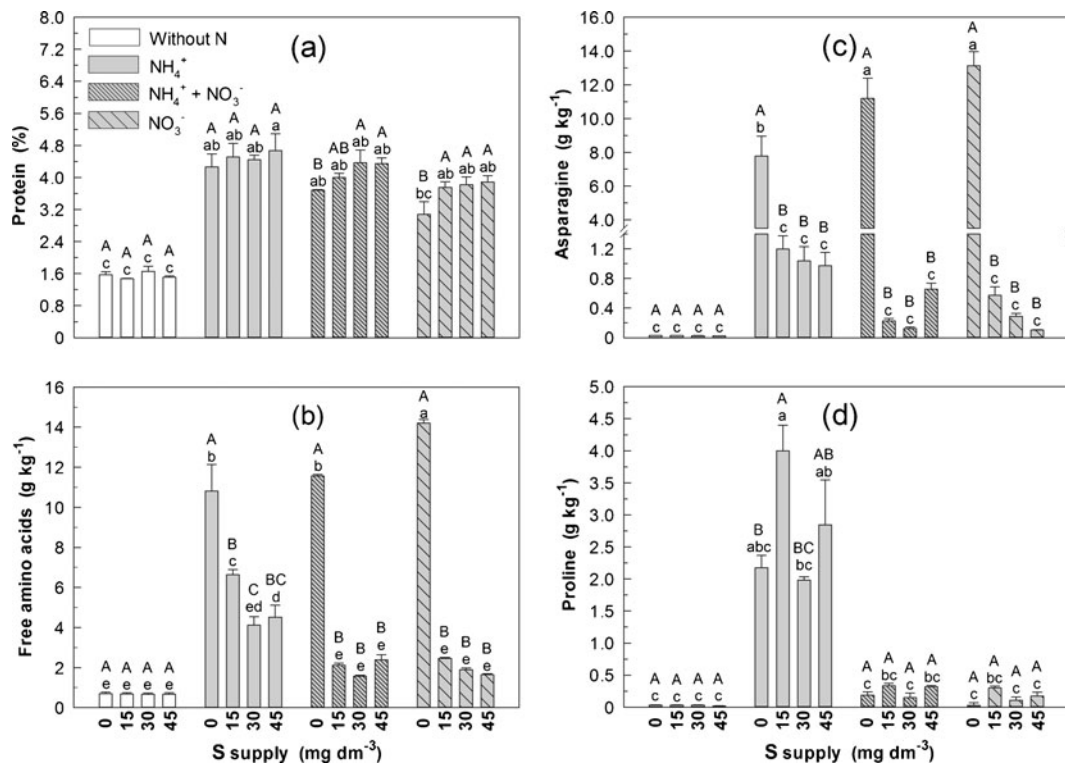 (a)
Protein (%)
8.0
7.2
6.4
5.6
4.8
4.0
3.2
2.4
1.6
0.8
0
Without N
NH₄⁺
NH₄⁺ + NO₃⁻
NO₃⁻
A A A A A A A A B AB A A B A A A
c c c c ab ab ab a ab ab ab ab bc ab ab ab
(c)
Asparagine (g kg⁻¹)
16.0
14.0
12.0
10.0
8.0
6.0
4.0
1.2
0.8
0.4
0
A A A A A B B B A B B B A B B B
c c c c b c c c a c c c a c c c
(b)
Free amino acids (g kg⁻¹)
16
14
12
10
8
6
4
2
0
A A A A A B C BC A B B B A B B B
e e e e b c ed d b e e e a e e e
0 15 30 45 0 15 30 45 0 15 30 45 0 15 30 45
S supply (mg dm⁻³)
(d)
Proline (g kg⁻¹)
5.0
4.5
4.0
3.5
3.0
2.5
2.0
1.5
1.0
0.5
0.0
A A A A B A BC AB A A A A A A A A
c c c c abc a bc ab c bc c bc c bc c c
0 15 30 45 0 15 30 45 0 15 30 45 0 15 30 45
S supply (mg dm⁻³)